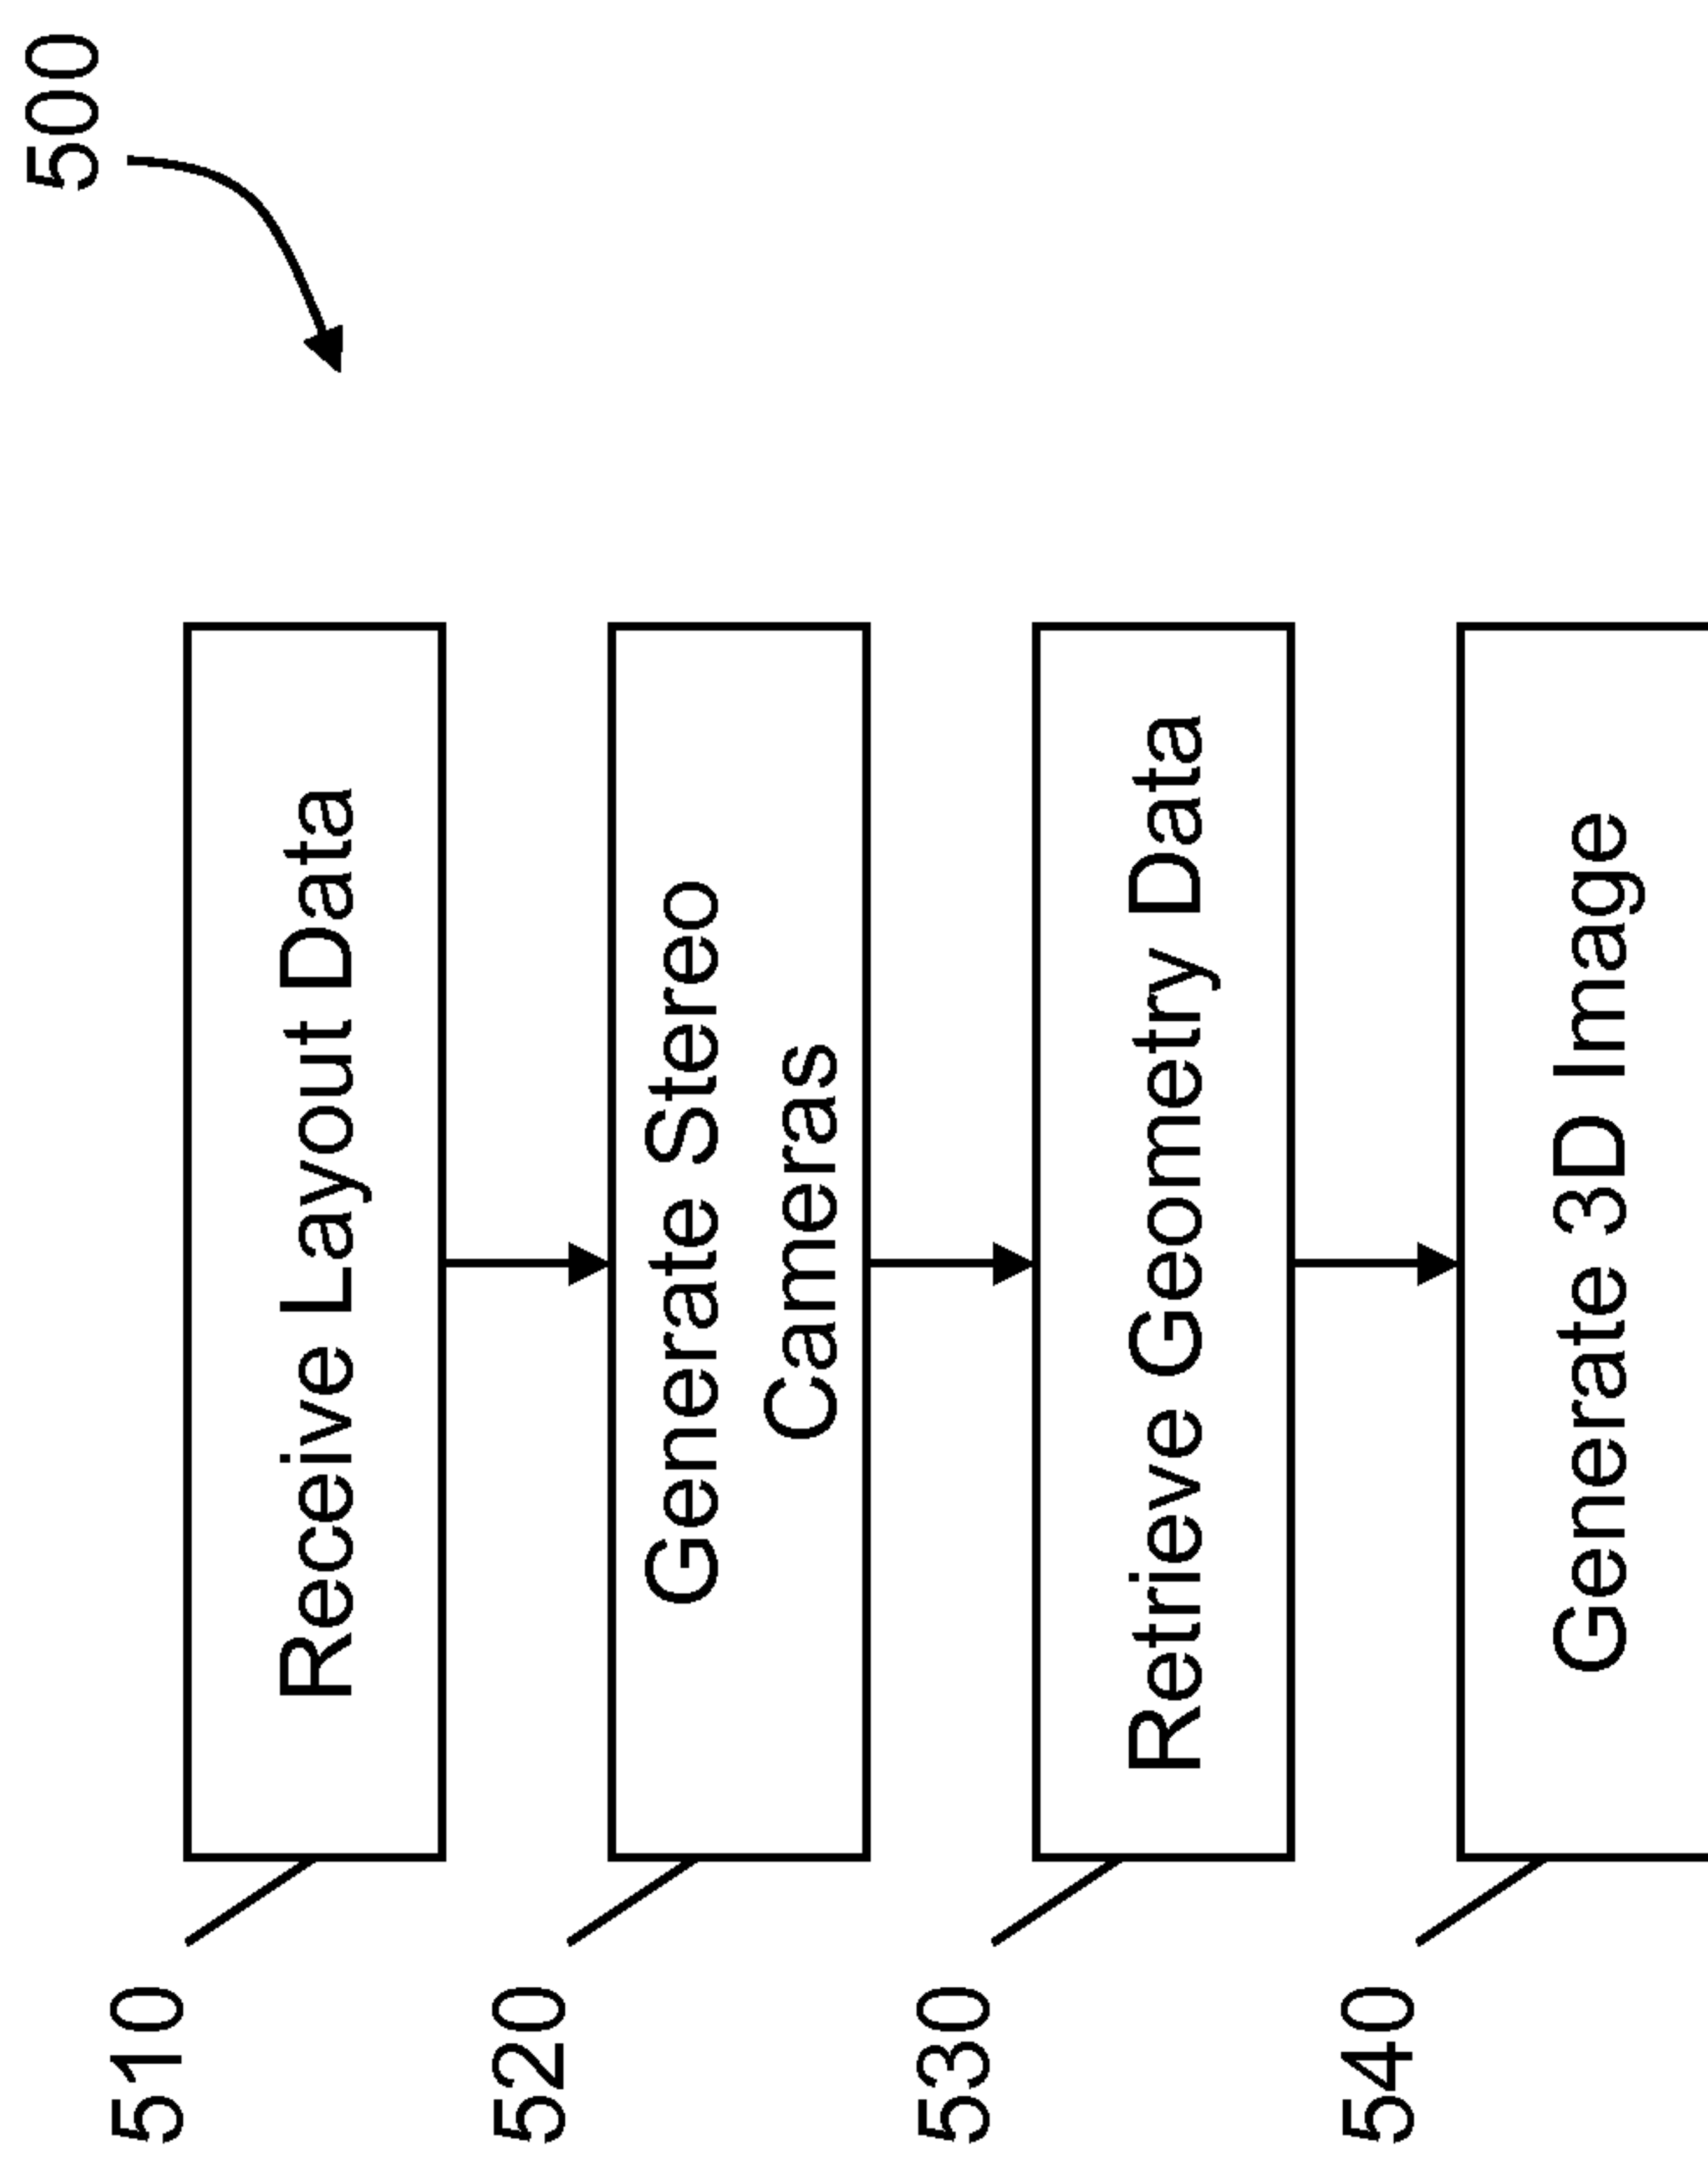 500
510
Receive Layout Data
520
Generate Stereo
Cameras
530
Retrieve Geometry Data
540
Generate 3D Image